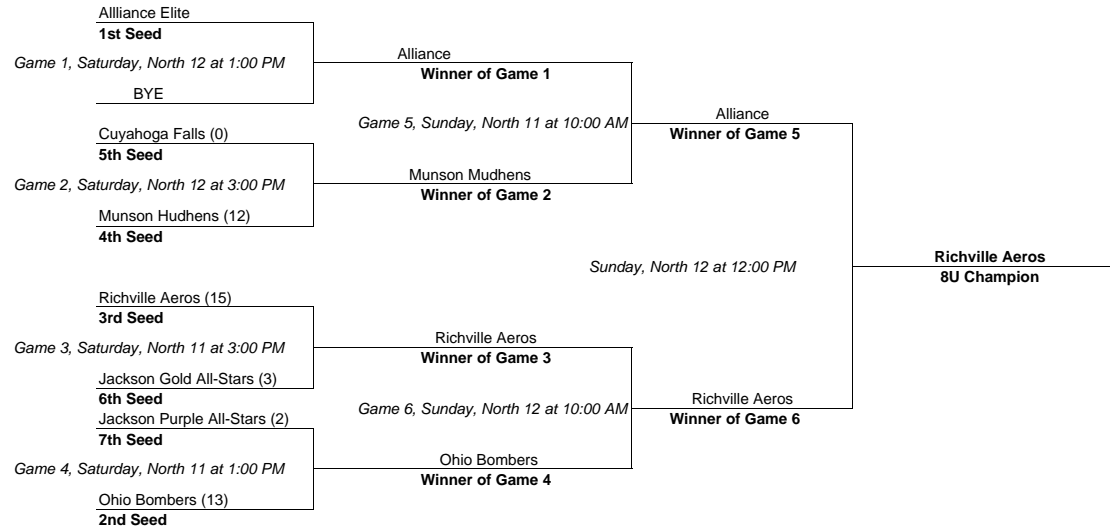 Allliance Elite
1st Seed
Game 1, Saturday, North 12 at 1:00 PM
BYE
Alliance
Winner of Game 1
Cuyahoga Falls (0)
5th Seed
Game 2, Saturday, North 12 at 3:00 PM
Munson Hudhens (12)
4th Seed
Munson Mudhens
Winner of Game 2
Game 5, Sunday, North 11 at 10:00 AM
Alliance
Winner of Game 5
Richville Aeros (15)
3rd Seed
Game 3, Saturday, North 11 at 3:00 PM
Jackson Gold All-Stars (3)
6th Seed
Richville Aeros
Winner of Game 3
Jackson Purple All-Stars (2)
7th Seed
Game 4, Saturday, North 11 at 1:00 PM
Ohio Bombers (13)
2nd Seed
Ohio Bombers
Winner of Game 4
Game 6, Sunday, North 12 at 10:00 AM
Richville Aeros
Winner of Game 6
Sunday, North 12 at 12:00 PM
Richville Aeros
8U Champion